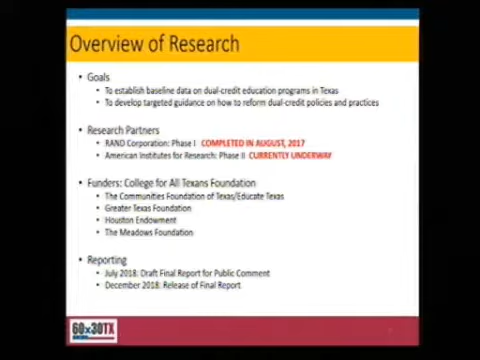 Overview of Research
• Goals
• To establish baseline data on dual-credit education programs in Texas
• To develop targeted guidance on how to reform dual-credit policies and practices
• Research Partners
• RAND Corporation: Phase I COMPLETED IN AUGUST, 2017
• American Institutes for Research: Phase II CURRENTLY UNDERWAY
• Funders: College for All Texans Foundation
• The Communities Foundation of Texas/Educate Texas
• Greater Texas Foundation
• Houston Endowment
• The Meadows Foundation
• Reporting
• July 2018: Draft Final Report for Public Comment
• December 2018: Release of Final Report
60x30TX